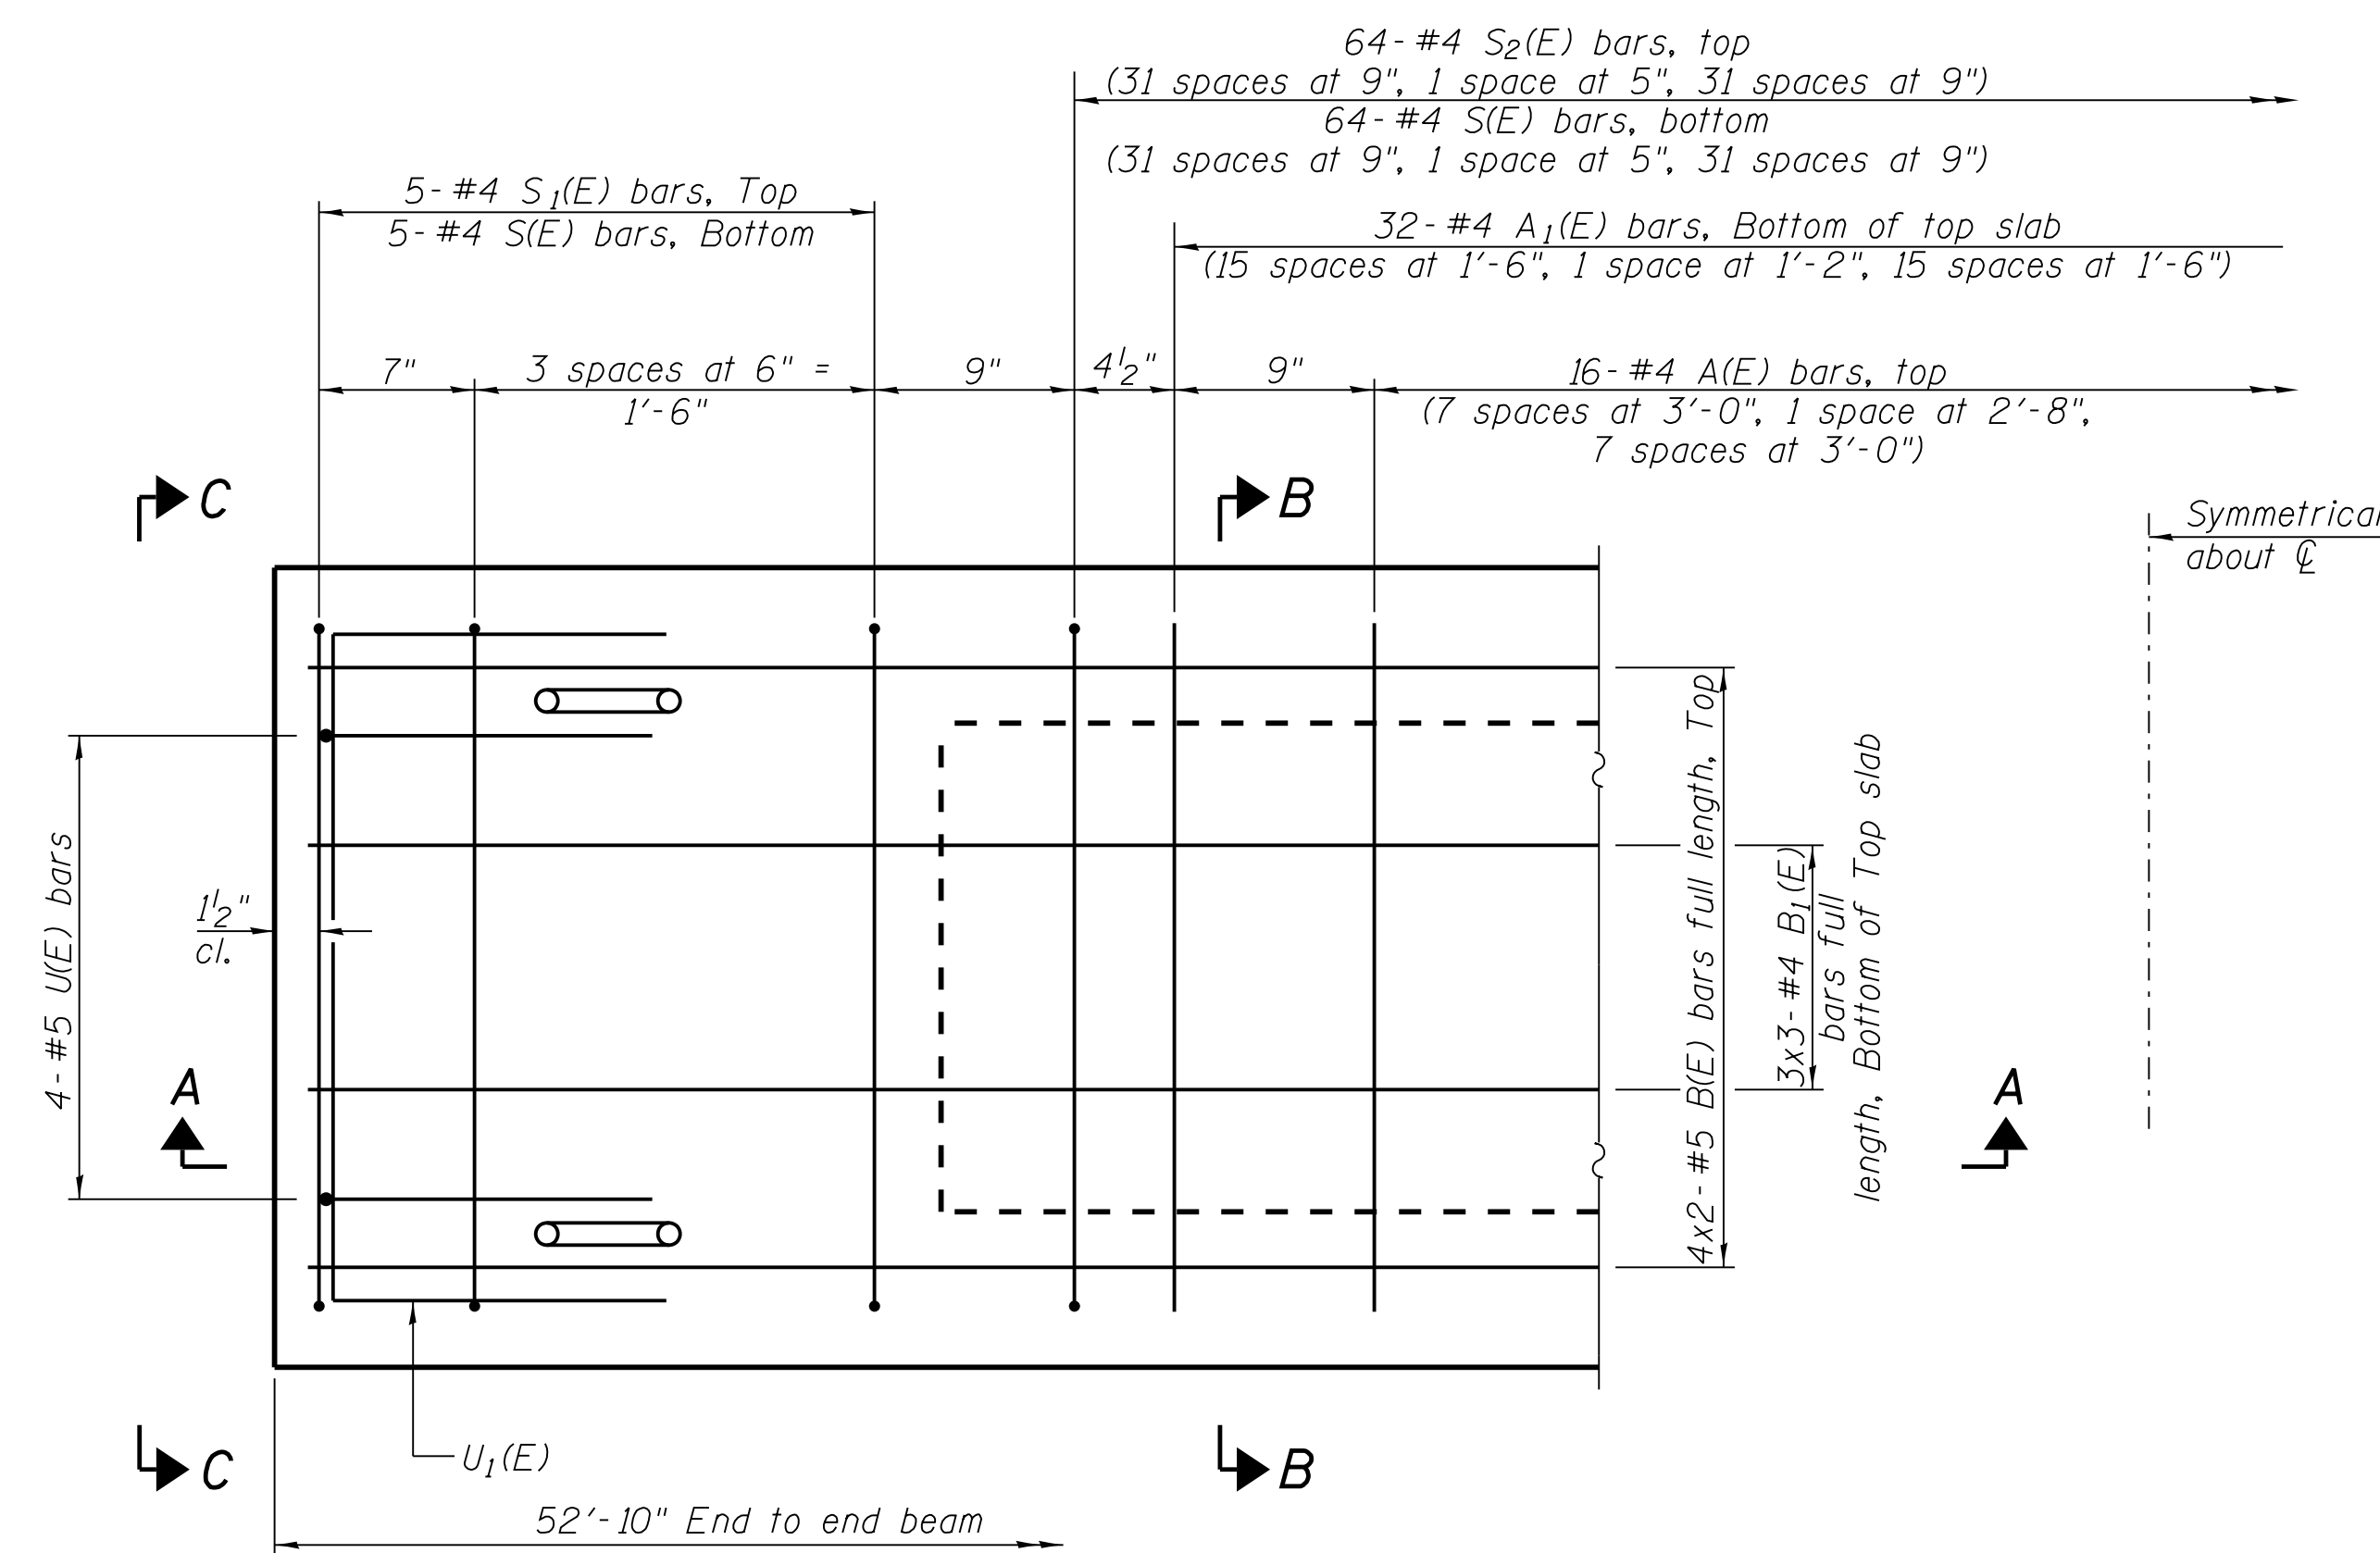 64-#4 S2(E) bars, top
(31 spaces at 9", 1 space at 5", 31 spaces at 9")
64-#4 S(E) bars, bottom
(31 spaces at 9", 1 space at 5", 31 spaces at 9")
5-#4 S1(E) bars, Top
5-#4 S(E) bars, Bottom
32-#4 A1(E) bars, Bottom of top slab
(15 spaces at 1'-6", 1 space at 1'-2", 15 spaces at 1'-6")
7"
3 spaces at 6" =
1'-6"
9"
4 1/2"
9"
16-#4 A(E) bars, top
(7 spaces at 3'-0", 1 space at 2'-8",
7 spaces at 3'-0")
C
B
Symmetrical
about ℄
4-#5 U(E) bars
1 1/2"
cl.
4x2-#5 B(E) bars full length, Top
3x3-#4 B1(E)
bars full
length, Bottom of Top slab
A
A
U1(E)
C
B
52'-10" End to end beam